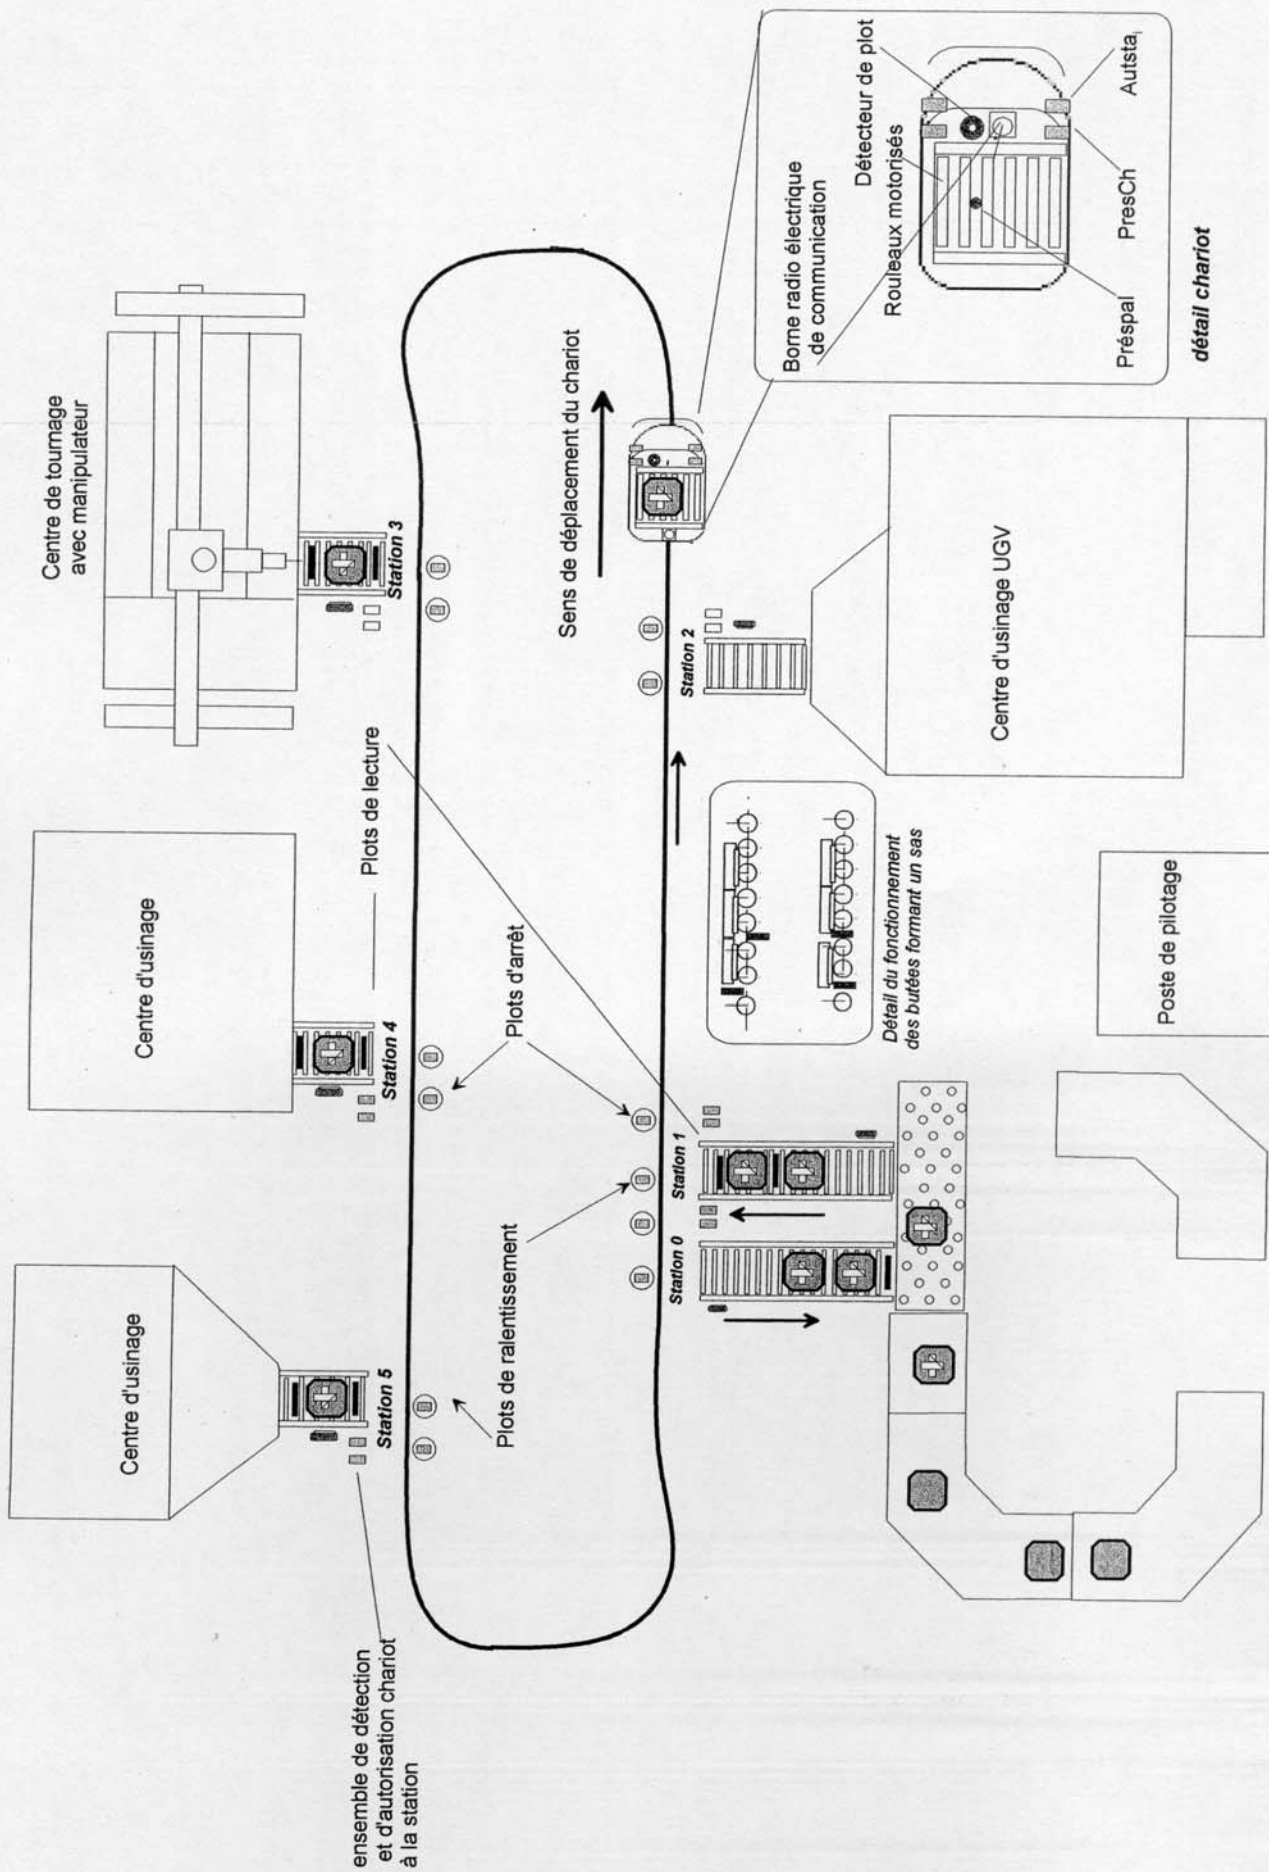 Centre de tournage
avec manipulateur
Station 3
Centre d'usinage
Plots de lecture
Station 4
Centre d'usinage
Station 5
ensemble de détection
et d'autorisation chariot
à la station
Sens de déplacement du chariot
Plots d'arrêt
Plots de ralentissement
Station 0
Station 1
Station 2
Détail du fonctionnement
des butées formant un sas
Centre d'usinage UGV
Poste de pilotage
Borne radio électrique
de communication
Rouleaux motorisés
Détecteur de plot
Préspal
PresCh
Autsta
détail chariot